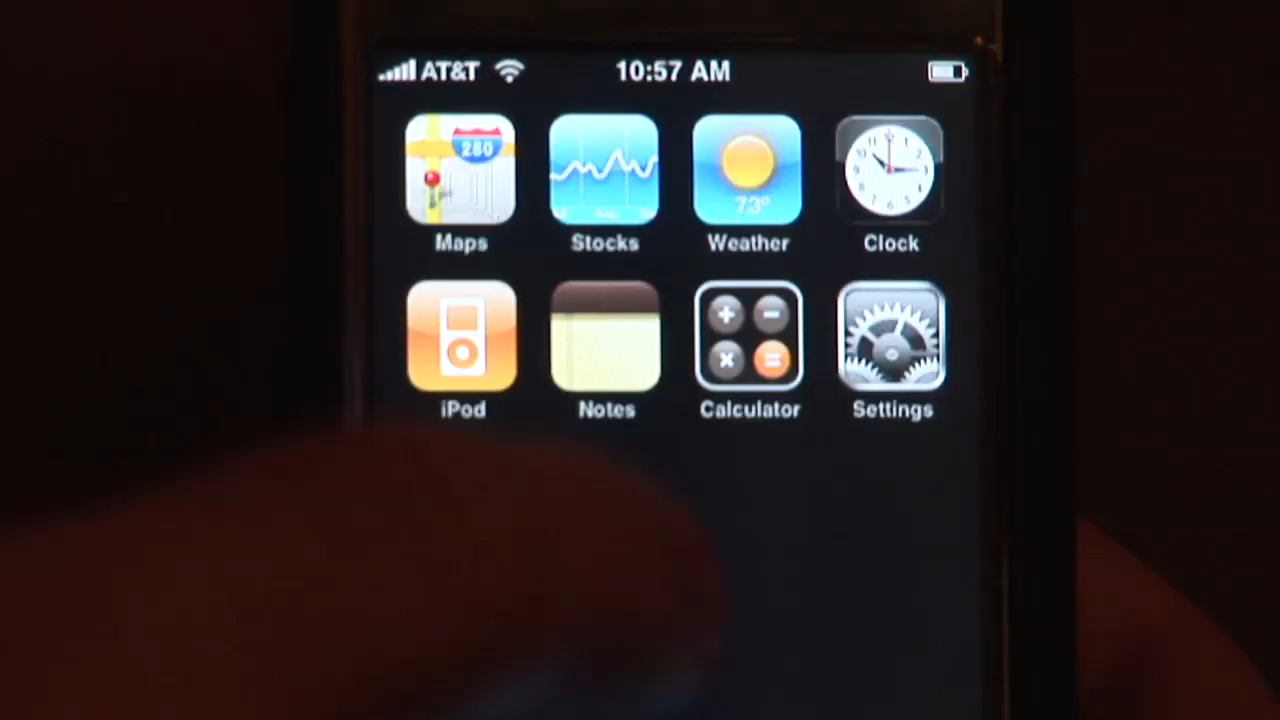 AT&T 10:57 AM
280
73°
Maps Stocks Weather Clock
+ −
× =
iPod Notes Calculator Settings